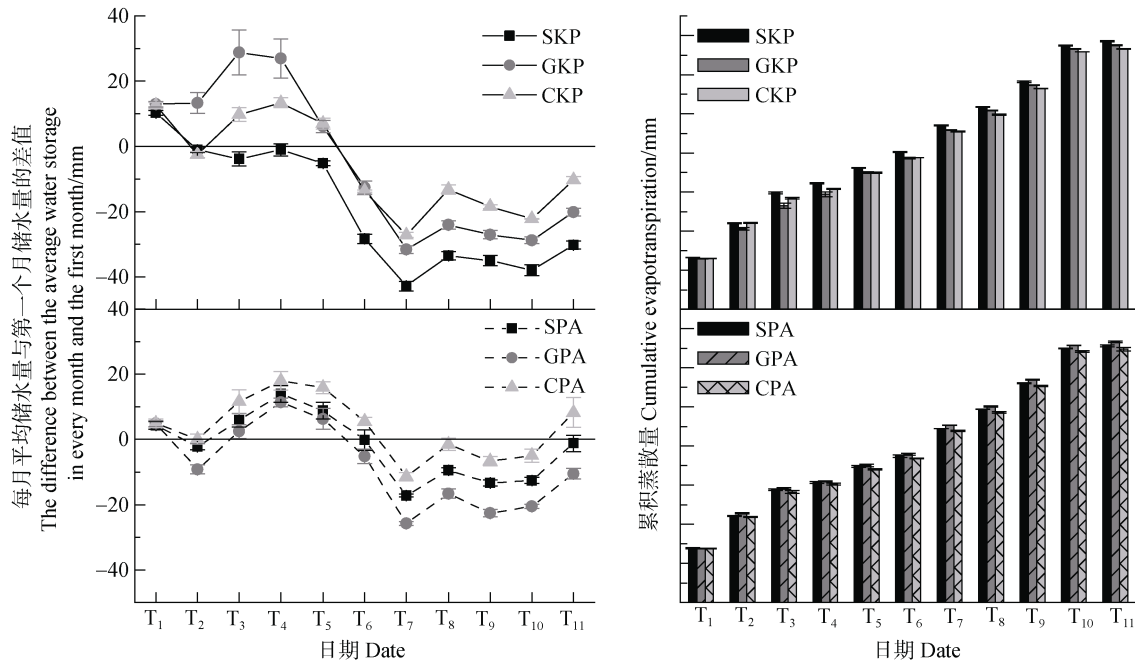 40
20
0
−20
−40
40
20
0
−20
−40
SKP
GKP
CKP
SPA
GPA
CPA
每月平均储水量与第一个月储水量的差值
The difference between the average water storage
in every month and the first month/mm
T1 T2 T3 T4 T5 T6 T7 T8 T9 T10 T11
日期 Date
SKP
GKP
CKP
SPA
GPA
CPA
累积蒸散量 Cumulative evapotranspiration/mm
T1 T2 T3 T4 T5 T6 T7 T8 T9 T10 T11
日期 Date